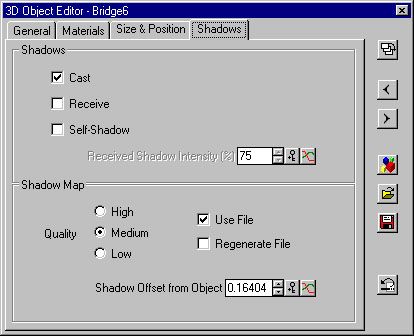 3D Object Editor - Bridge6
General Materials Size & Position Shadows
Shadows
Cast
Receive
Self-Shadow
Received Shadow Intensity (%) 75
Shadow Map
High
Use File
Quality Medium
Regenerate File
Low
Shadow Offset from Object 0.16404